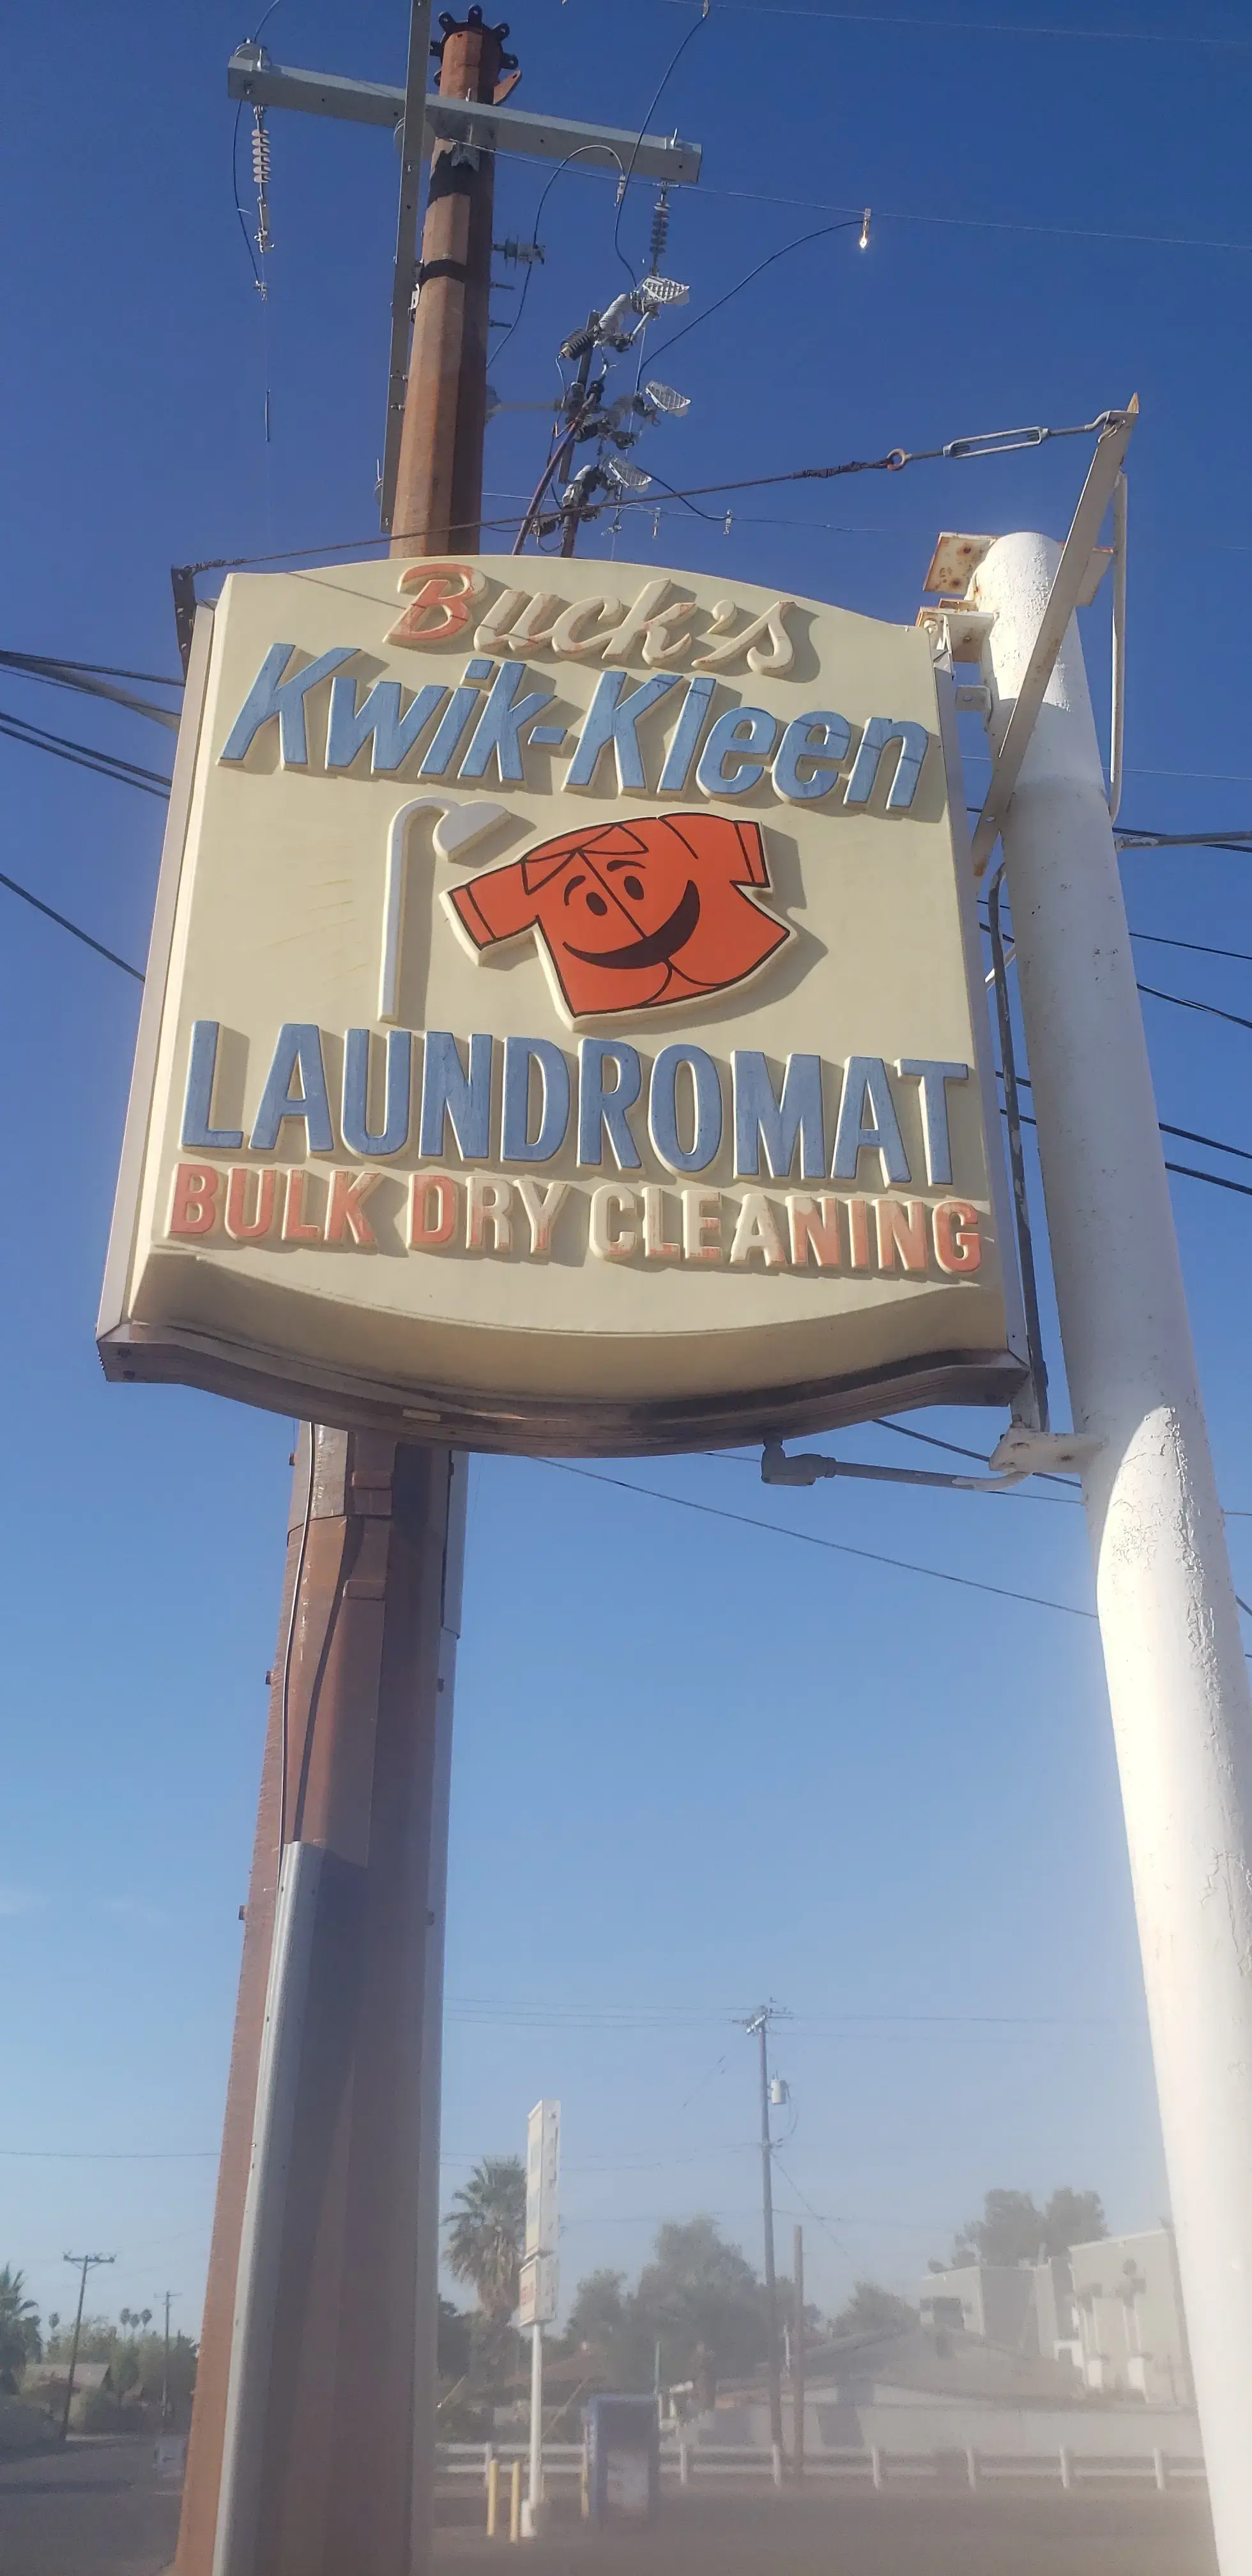 Buck's
Kwik-Kleen
LAUNDROMAT
BULK DRY CLEANING